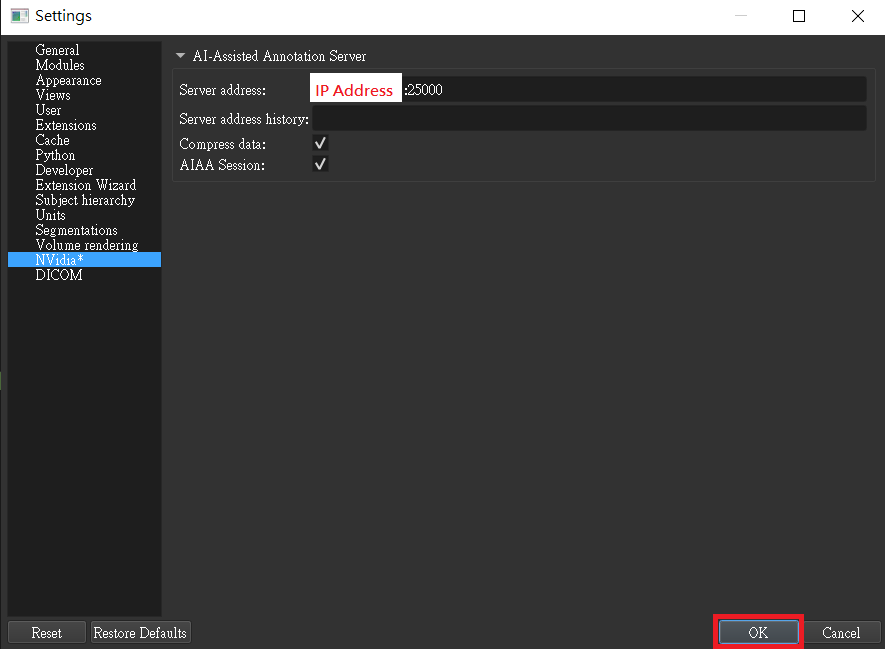 Settings
General
Modules
Appearance
Views
User
Extensions
Cache
Python
Developer
Extension Wizard
Subject hierarchy
Units
Segmentations
Volume rendering
NVidia*
DICOM
AI-Assisted Annotation Server
Server address: IP Address :25000
Server address history:
Compress data:
AIAA Session:
Reset Restore Defaults OK Cancel